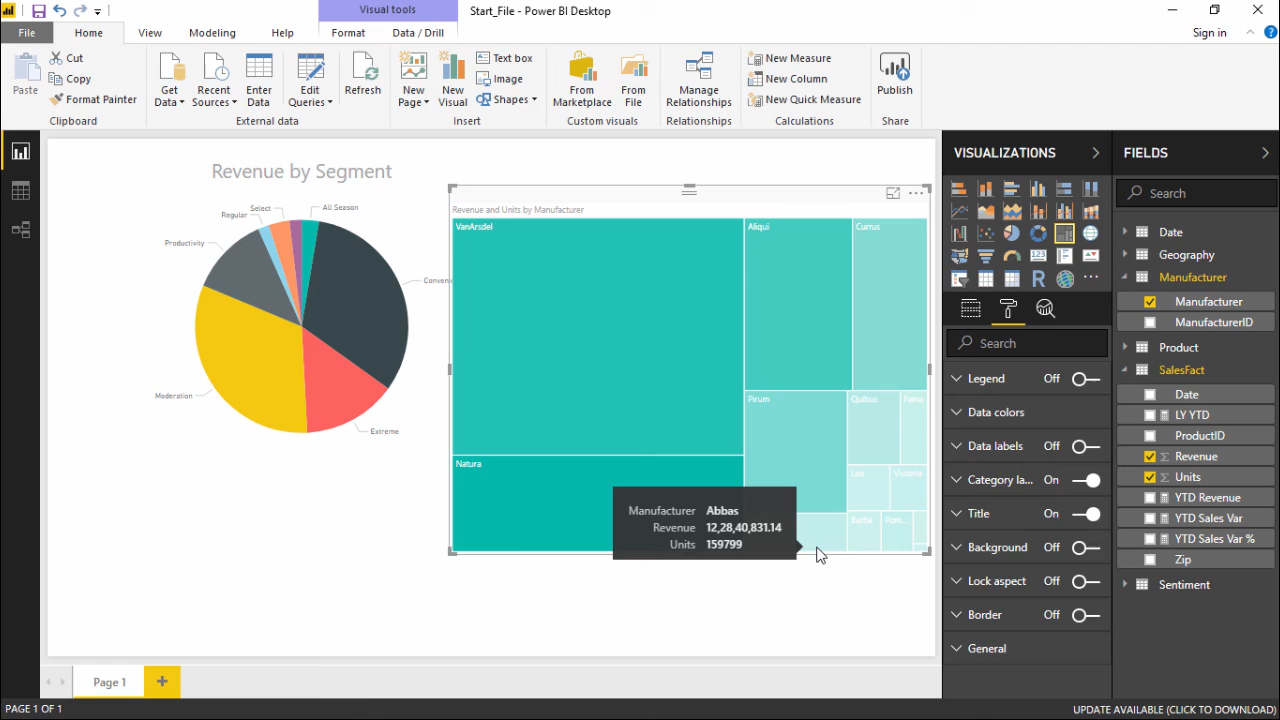 Visual tools
Start_File - Power BI Desktop
File
Home
View
Modeling
Help
Format
Data / Drill
Sign in
Paste
Cut
Copy
Format Painter
Clipboard
Get Data
Recent Sources
Enter Data
Edit Queries
Refresh
External data
New Page
New Visual
Text box
Image
Shapes
Insert
From Marketplace
From File
Custom visuals
Manage Relationships
Relationships
New Measure
New Column
New Quick Measure
Calculations
Publish
Share
Revenue by Segment
Select
All Season
Regular
Productivity
Conveni
Moderation
Extreme
Revenue and Units by Manufacturer
VanArsdel
Aliqui
Currus
Natura
Pirum
Quibus
Fama
Leo
Victoria
Barba
Pom...
Manufacturer Abbas
Revenue 12,28,40,831.14
Units 159799
VISUALIZATIONS
R
Search
Legend Off
Data colors
Data labels Off
Category la... On
Title On
Background Off
Lock aspect Off
Border Off
General
FIELDS
Search
Date
Geography
Manufacturer
Manufacturer
ManufacturerID
Product
SalesFact
Date
LY YTD
ProductID
Revenue
Units
YTD Revenue
YTD Sales Var
YTD Sales Var %
Zip
Sentiment
Page 1
PAGE 1 OF 1
UPDATE AVAILABLE (CLICK TO DOWNLOAD)